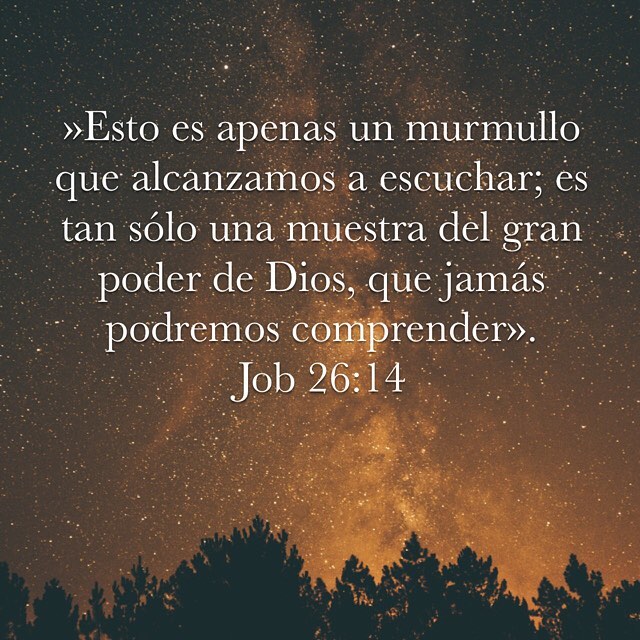 »Esto es apenas un murmullo
que alcanzamos a escuchar; es
tan sólo una muestra del gran
poder de Dios, que jamás
podremos comprender».
Job 26:14